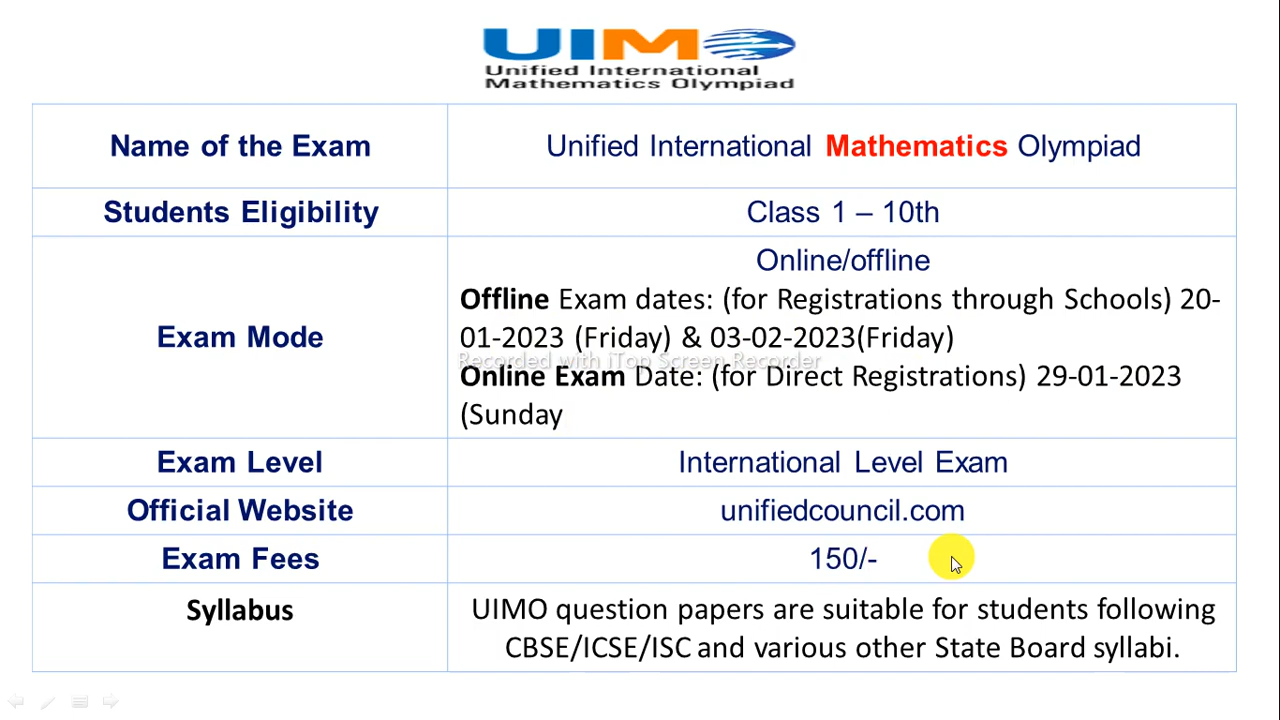 UIMO
Unified International
Mathematics Olympiad
Name of the Exam
Unified International Mathematics Olympiad
Students Eligibility
Class 1 – 10th
Exam Mode
Online/offline
Offline Exam dates: (for Registrations through Schools) 20-
01-2023 (Friday) & 03-02-2023(Friday)
Recorded with iTop Screen Recorder
Online Exam Date: (for Direct Registrations) 29-01-2023
(Sunday
Exam Level
International Level Exam
Official Website
unifiedcouncil.com
Exam Fees
150/-
Syllabus
UIMO question papers are suitable for students following
CBSE/ICSE/ISC and various other State Board syllabi.